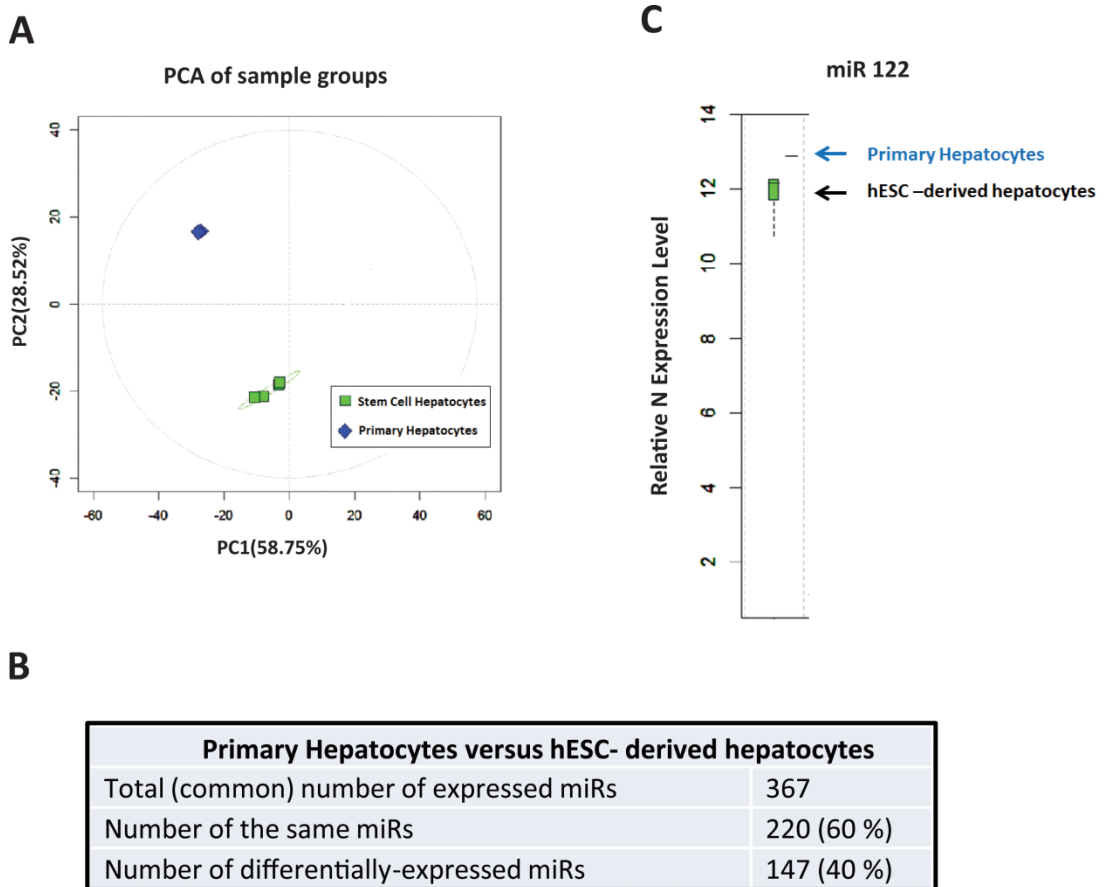 A
PCA of sample groups
PC2(28.52%)
40
20
0
-20
-40
Stem Cell Hepatocytes
Primary Hepatocytes
-60
-40
-20
0
20
40
60
PC1(58.75%)
C
miR 122
Relative N Expression Level
14
12
10
8
6
4
2
Primary Hepatocytes
hESC –derived hepatocytes
B
Primary Hepatocytes versus hESC- derived hepatocytes
Total (common) number of expressed miRs 367
Number of the same miRs 220 (60 %)
Number of differentially-expressed miRs 147 (40 %)